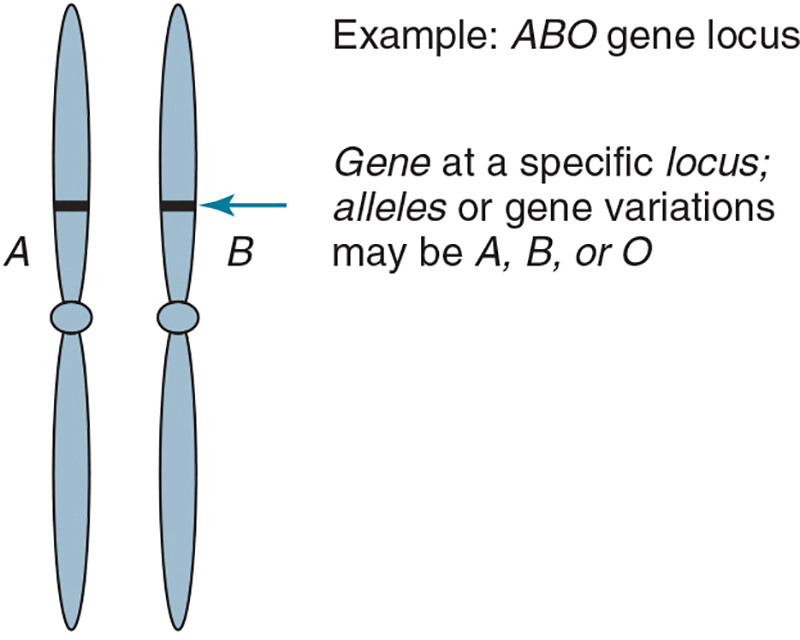 Example: ABO gene locus
Gene at a specific locus;
alleles or gene variations
may be A, B, or O
A
B